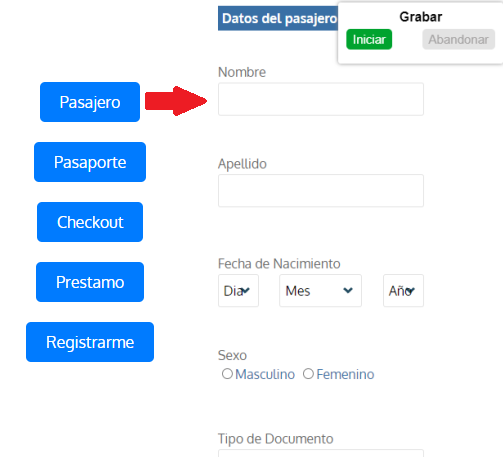 Datos del pasajero
Grabar
Iniciar
Abandonar
Nombre
Pasajero
Pasaporte
Apellido
Checkout
Fecha de Nacimiento
Prestamo
Dia Mes Año
Registrarme
Sexo
Masculino Femenino
Tipo de Documento